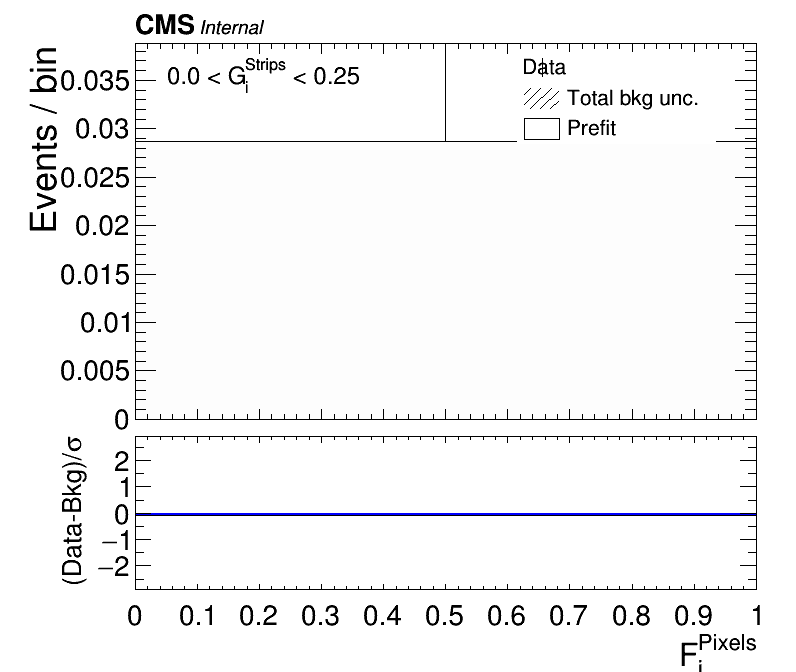 CMS Internal
Events / bin
0.035
0.03
0.025
0.02
0.015
0.01
0.005
0
0.0 < G_i^Strips < 0.25
Data
Total bkg unc.
Prefit
(Data-Bkg)/σ
2
1
0
−1
−2
0 0.1 0.2 0.3 0.4 0.5 0.6 0.7 0.8 0.9 1
F_i^Pixels